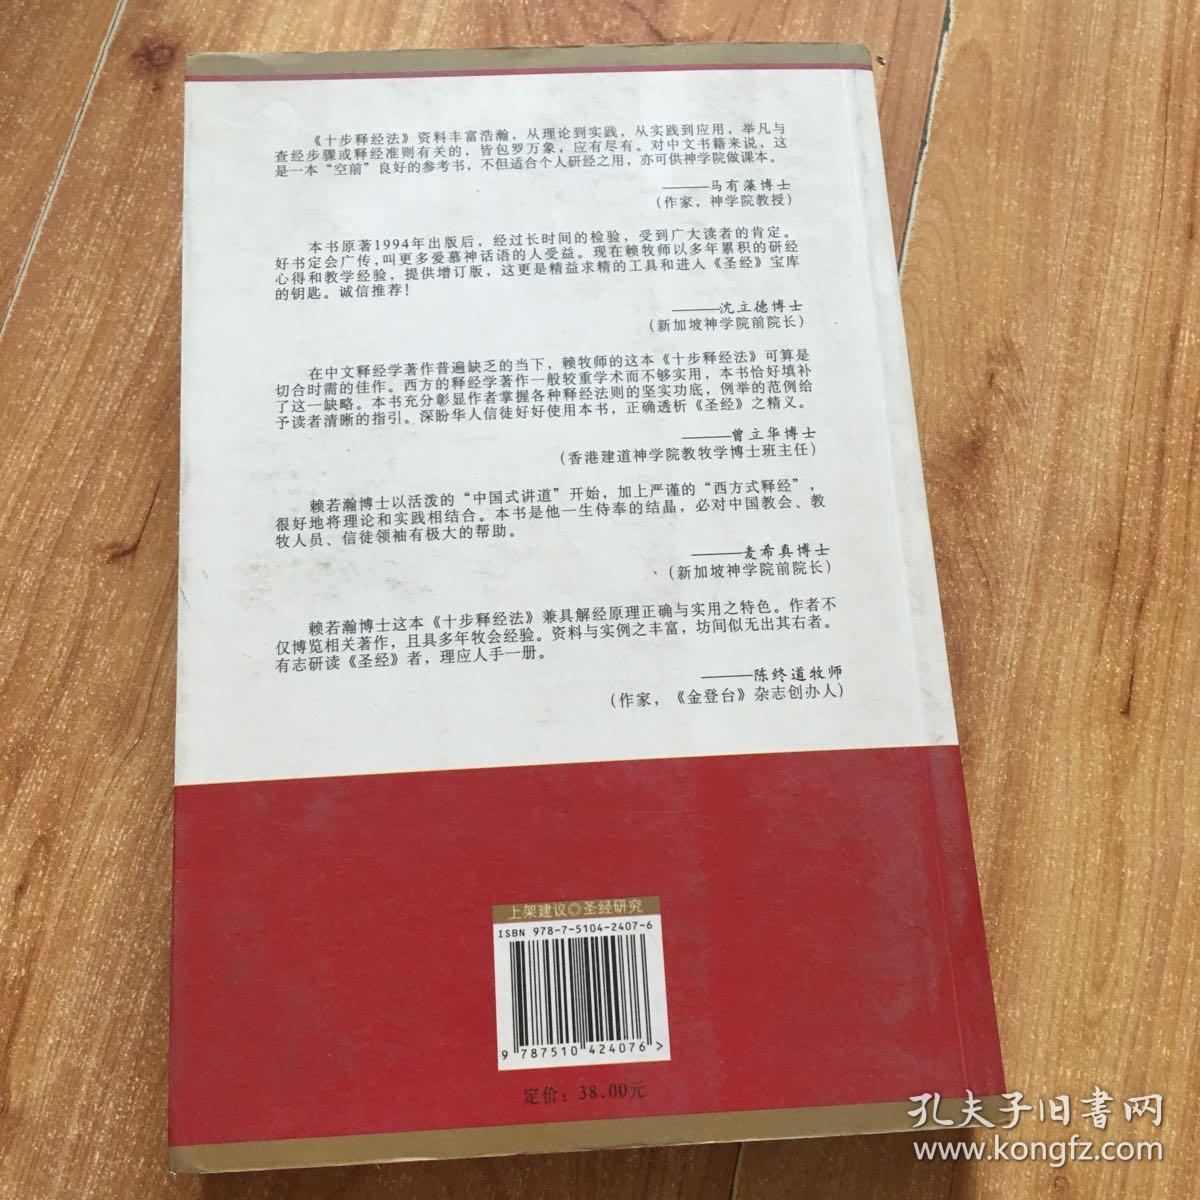 《十步释经法》资料丰富浩瀚，从理论到实践，从实践到应用，举凡与
查经步骤或释经准则有关的，皆包罗万象，应有尽有。对中文书籍来说，这
是一本“空前”良好的参考书，不但适合个人研经之用，亦可供神学院做课本。
———马有藻博士
（作家，神学院教授）
本书原著1994年出版后，经过长时间的检验，受到广大读者的肯定。
好书定会广传，叫更多爱慕神话语的人受益。现在赖牧师以多年累积的研经
心得和教学经验，提供增订版，这更是精益求精的工具和进入《圣经》宝库
的钥匙。诚信推荐！
———沈立德博士
（新加坡神学院前院长）
在中文释经学著作普遍缺乏的当下，赖牧师的这本《十步释经法》可算是
切合时需的佳作。西方的释经学著作一般较重学术而不够实用，本书恰好填补
了这一缺略。本书充分彰显作者掌握各种释经法则的坚实功底，例举的范例给
予读者清晰的指引。深盼华人信徒好好使用本书，正确透析《圣经》之精义。
———曾立华博士
（香港建道神学院教牧学博士班主任）
赖若瀚博士以活泼的“中国式讲道”开始，加上严谨的“西方式释经”，
很好地将理论和实践相结合。本书是他一生侍奉的结晶，必对中国教会、教
牧人员、信徒领袖有极大的帮助。
———麦希真博士
（新加坡神学院前院长）
赖若瀚博士这本《十步释经法》兼具解经原理正确与实用之特色。作者不
仅博览相关著作，且具多年牧会经验。资料与实例之丰富，坊间似无出其右者。
有志研读《圣经》者，理应人手一册。
———陈终道牧师
（作家，《金登台》杂志创办人）
上架建议◎圣经研究
ISBN 978-7-5104-2407-6
9 787510 424076 >
定价：38.00元
孔夫子旧书网
www.kongfz.com